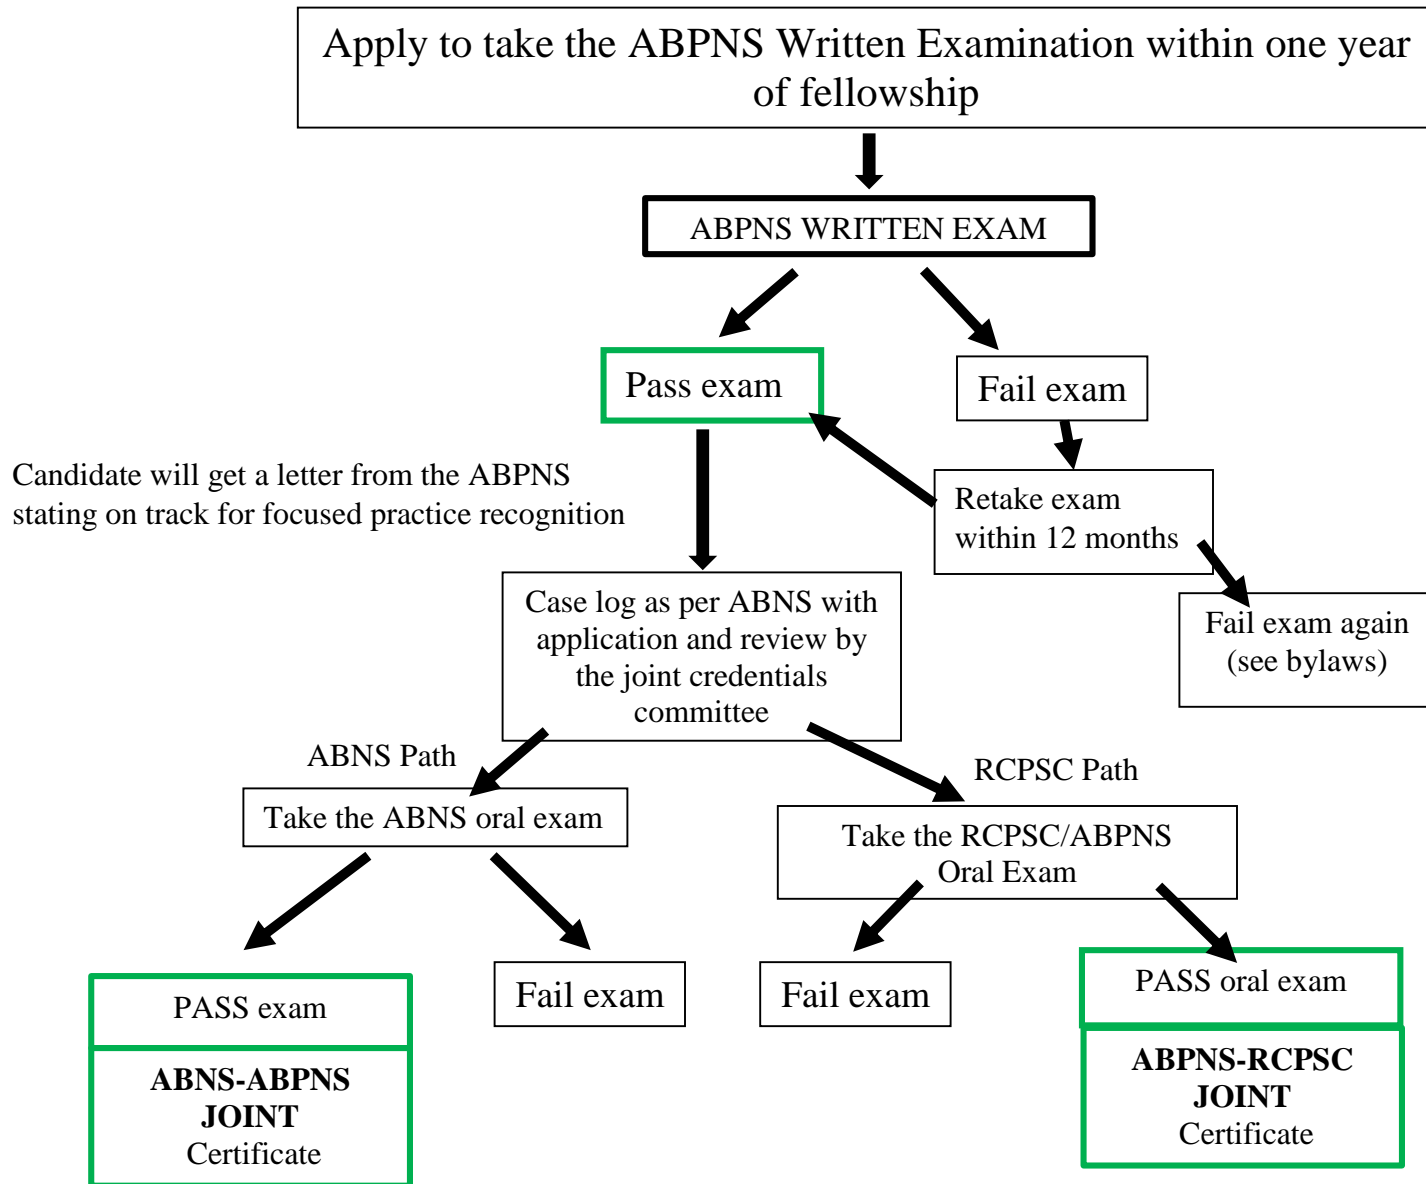 Apply to take the ABPNS Written Examination within one year
of fellowship
ABPNS WRITTEN EXAM
Pass exam
Fail exam
Candidate will get a letter from the ABPNS
stating on track for focused practice recognition
Retake exam
within 12 months
Fail exam again
(see bylaws)
Case log as per ABNS with
application and review by
the joint credentials
committee
ABNS Path
RCPSC Path
Take the ABNS oral exam
Take the RCPSC/ABPNS
Oral Exam
PASS exam
Fail exam
Fail exam
PASS oral exam
ABNS-ABPNS
JOINT
Certificate
ABPNS-RCPSC
JOINT
Certificate